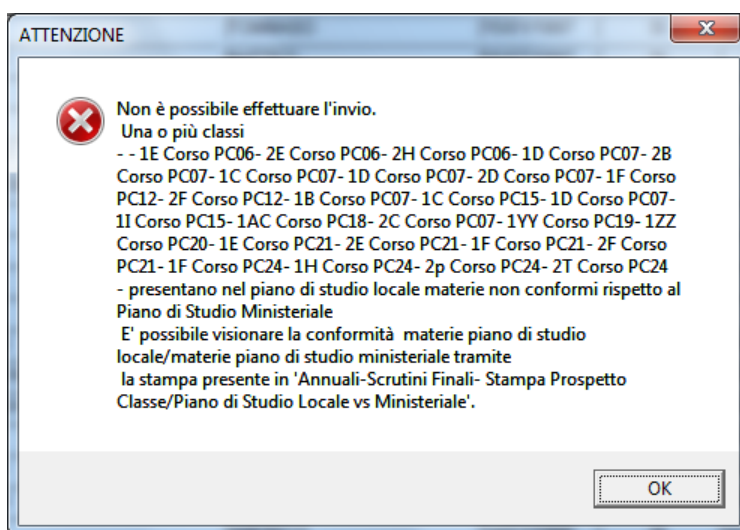 ATTENZIONE
Non è possibile effettuare l'invio.
Una o più classi
- - 1E Corso PC06- 2E Corso PC06- 2H Corso PC06- 1D Corso PC07- 2B
Corso PC07- 1C Corso PC07- 1D Corso PC07- 2D Corso PC07- 1F Corso
PC12- 2F Corso PC12- 1B Corso PC07- 1C Corso PC15- 1D Corso PC07-
1I Corso PC15- 1AC Corso PC18- 2C Corso PC07- 1YY Corso PC19- 1ZZ
Corso PC20- 1E Corso PC21- 2E Corso PC21- 1F Corso PC21- 2F Corso
PC21- 1F Corso PC24- 1H Corso PC24- 2p Corso PC24- 2T Corso PC24
- presentano nel piano di studio locale materie non conformi rispetto al
Piano di Studio Ministeriale
E' possibile visionare la conformità  materie piano di studio
locale/materie piano di studio ministeriale tramite
la stampa presente in 'Annuali-Scrutini Finali- Stampa Prospetto
Classe/Piano di Studio Locale vs Ministeriale'.
OK